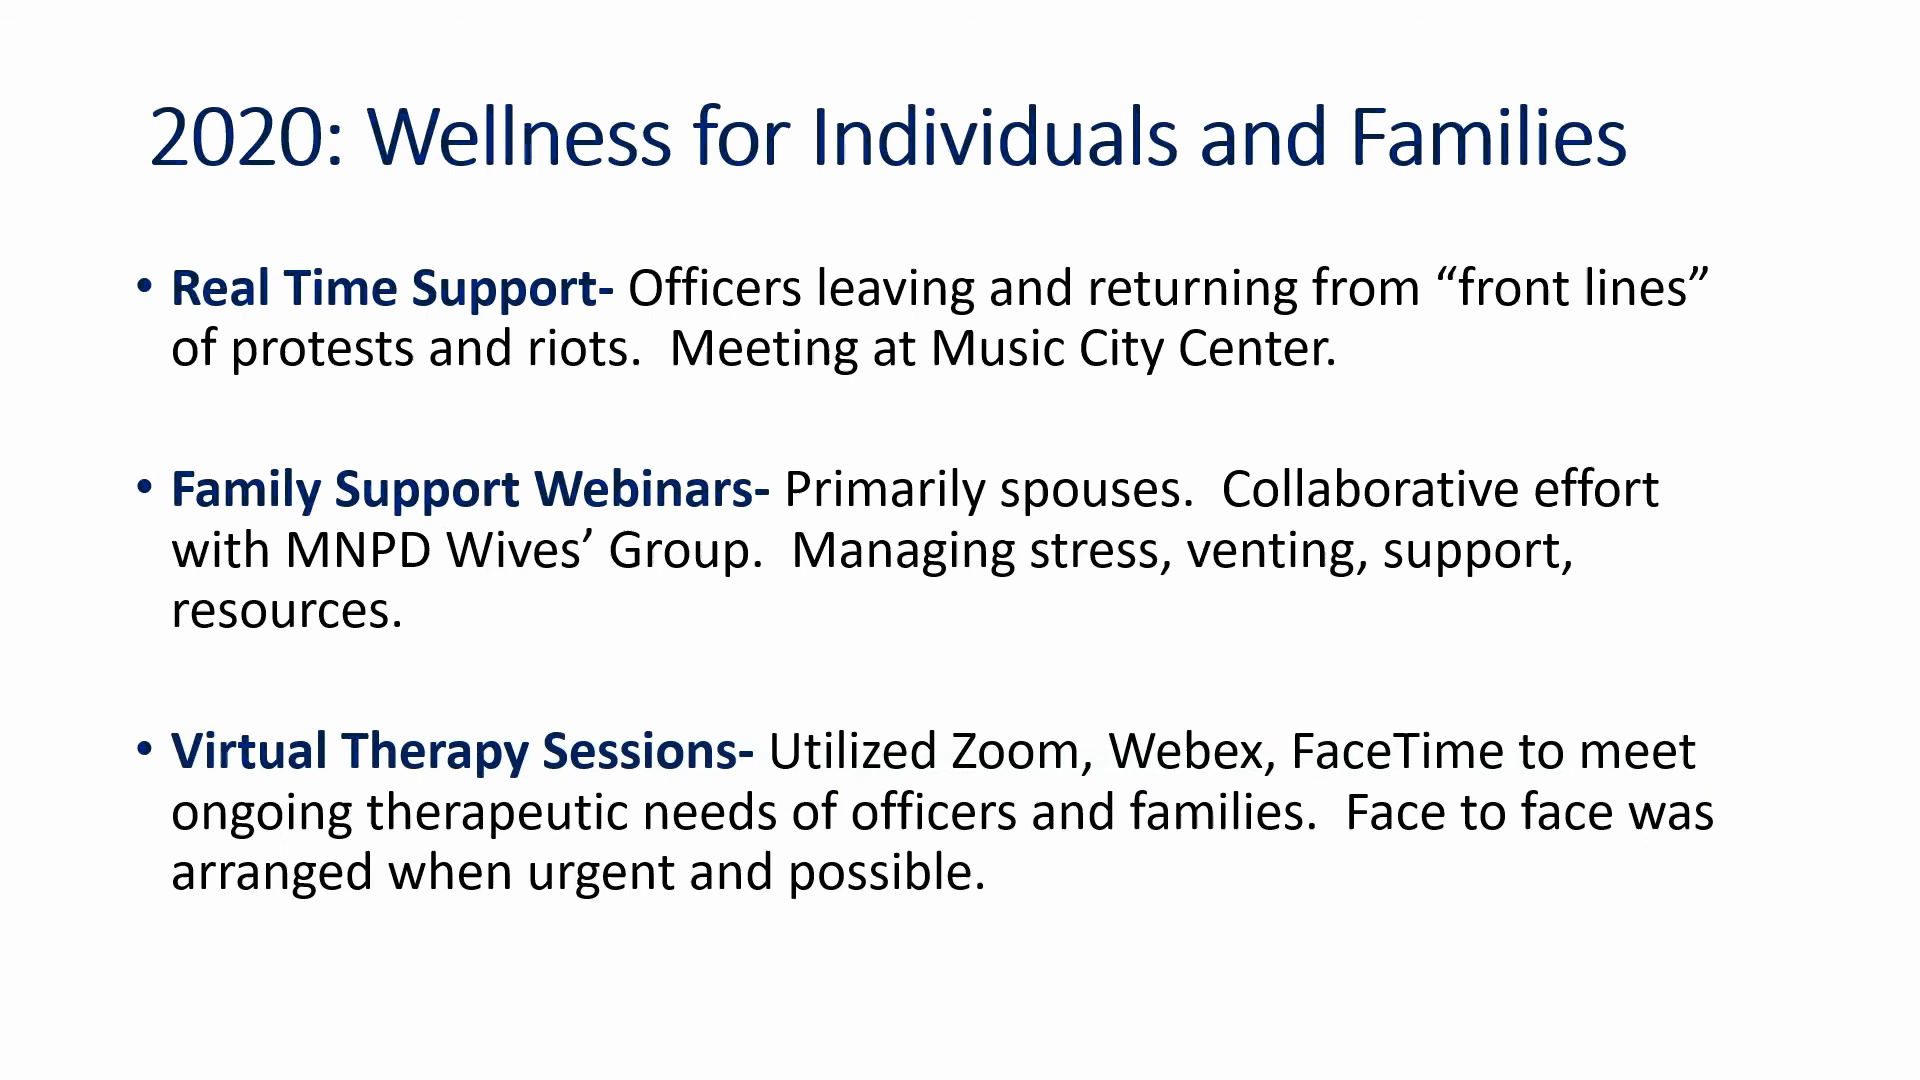 2020: Wellness for Individuals and Families
• Real Time Support- Officers leaving and returning from “front lines”
of protests and riots.  Meeting at Music City Center.
• Family Support Webinars- Primarily spouses.  Collaborative effort
with MNPD Wives’ Group.  Managing stress, venting, support,
resources.
• Virtual Therapy Sessions- Utilized Zoom, Webex, FaceTime to meet
ongoing therapeutic needs of officers and families.  Face to face was
arranged when urgent and possible.